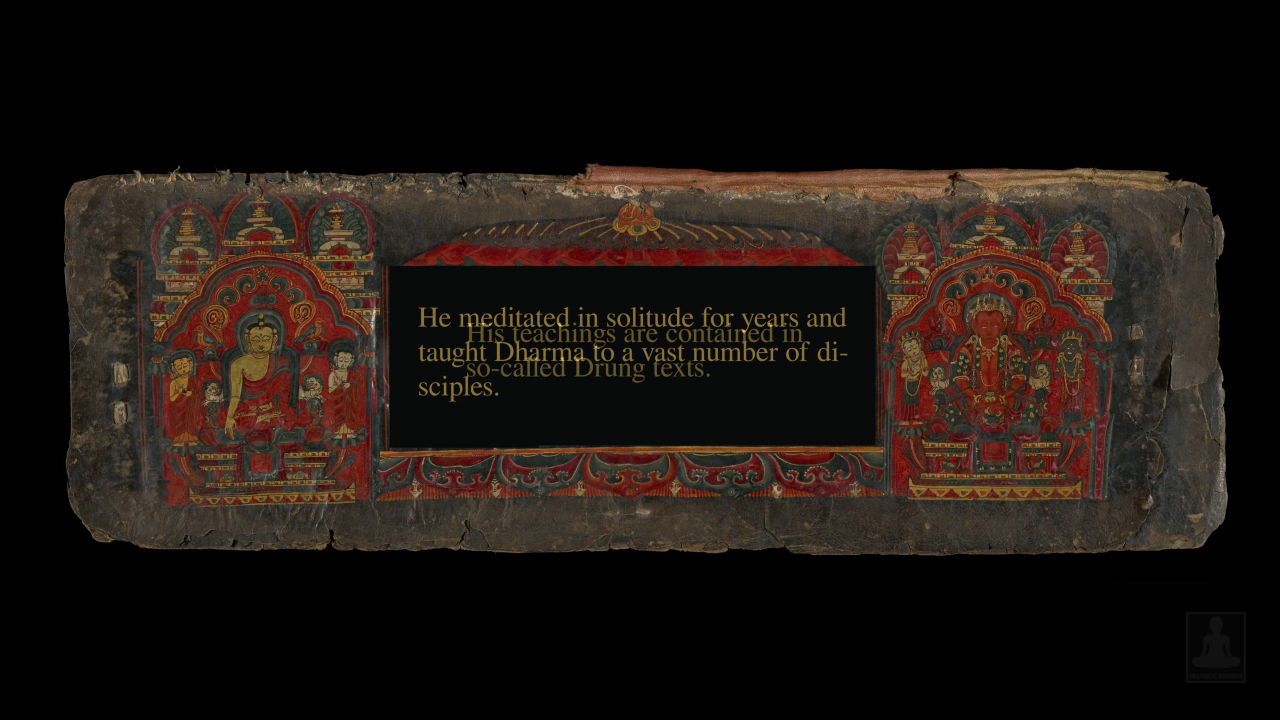 He meditated in solitude for years and
taught Dharma to a vast number of di-
sciples.
His teachings are contained in
so-called Drung texts.